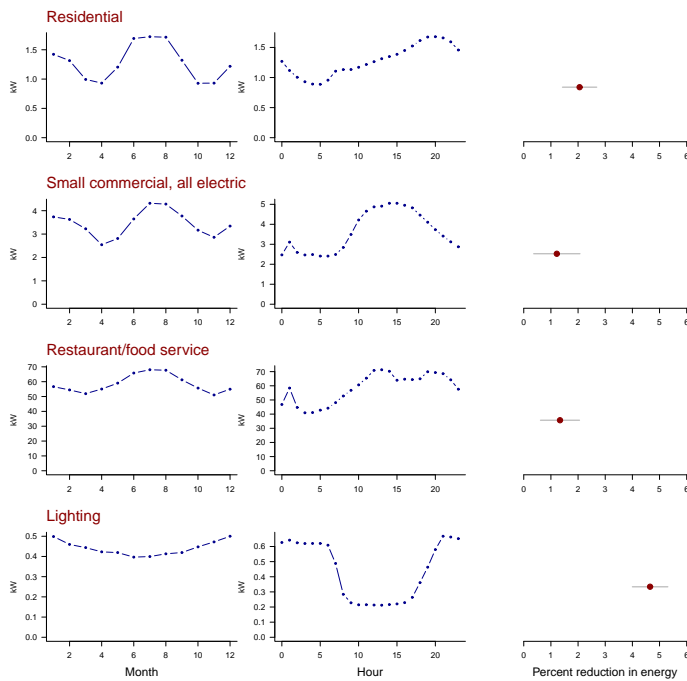 Residential
kW
0.0 0.5 1.0 1.5
2 4 6 8 10 12
kW
0.0 0.5 1.0 1.5
0 5 10 15 20
0 1 2 3 4 5 6
Small commercial, all electric
kW
0 1 2 3 4
2 4 6 8 10 12
kW
0 1 2 3 4 5
0 5 10 15 20
0 1 2 3 4 5 6
Restaurant/food service
kW
0 10 20 30 40 50 60 70
2 4 6 8 10 12
kW
0 10 20 30 40 50 60 70
0 5 10 15 20
0 1 2 3 4 5 6
Lighting
kW
0.0 0.1 0.2 0.3 0.4 0.5
2 4 6 8 10 12
Month
kW
0.0 0.1 0.2 0.3 0.4 0.5 0.6
0 5 10 15 20
Hour
0 1 2 3 4 5 6
Percent reduction in energy